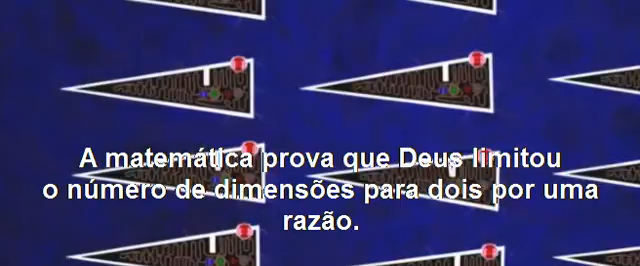 A matemática prova que Deus limitou
o número de dimensões para dois por uma
razão.